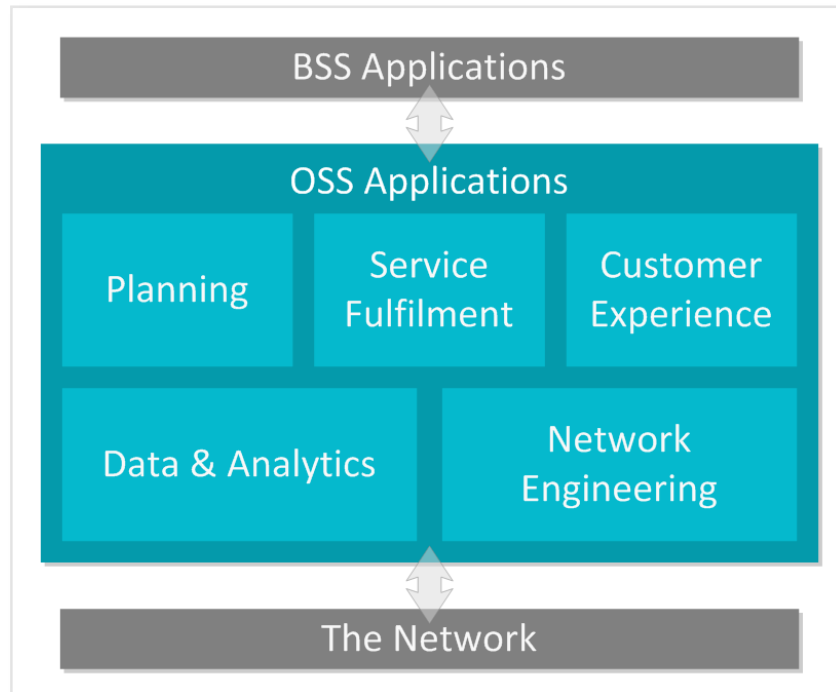 BSS Applications
OSS Applications
Planning
Service
Fulfilment
Customer
Experience
Data & Analytics
Network
Engineering
The Network